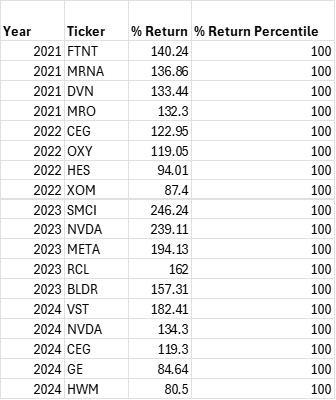 Year Ticker % Return % Return Percentile
2021 FTNT 140.24 100
2021 MRNA 136.86 100
2021 DVN 133.44 100
2021 MRO 132.3 100
2022 CEG 122.95 100
2022 OXY 119.05 100
2022 HES 94.01 100
2022 XOM 87.4 100
2023 SMCI 246.24 100
2023 NVDA 239.11 100
2023 META 194.13 100
2023 RCL 162 100
2023 BLDR 157.31 100
2024 VST 182.41 100
2024 NVDA 134.3 100
2024 CEG 119.3 100
2024 GE 84.64 100
2024 HWM 80.5 100